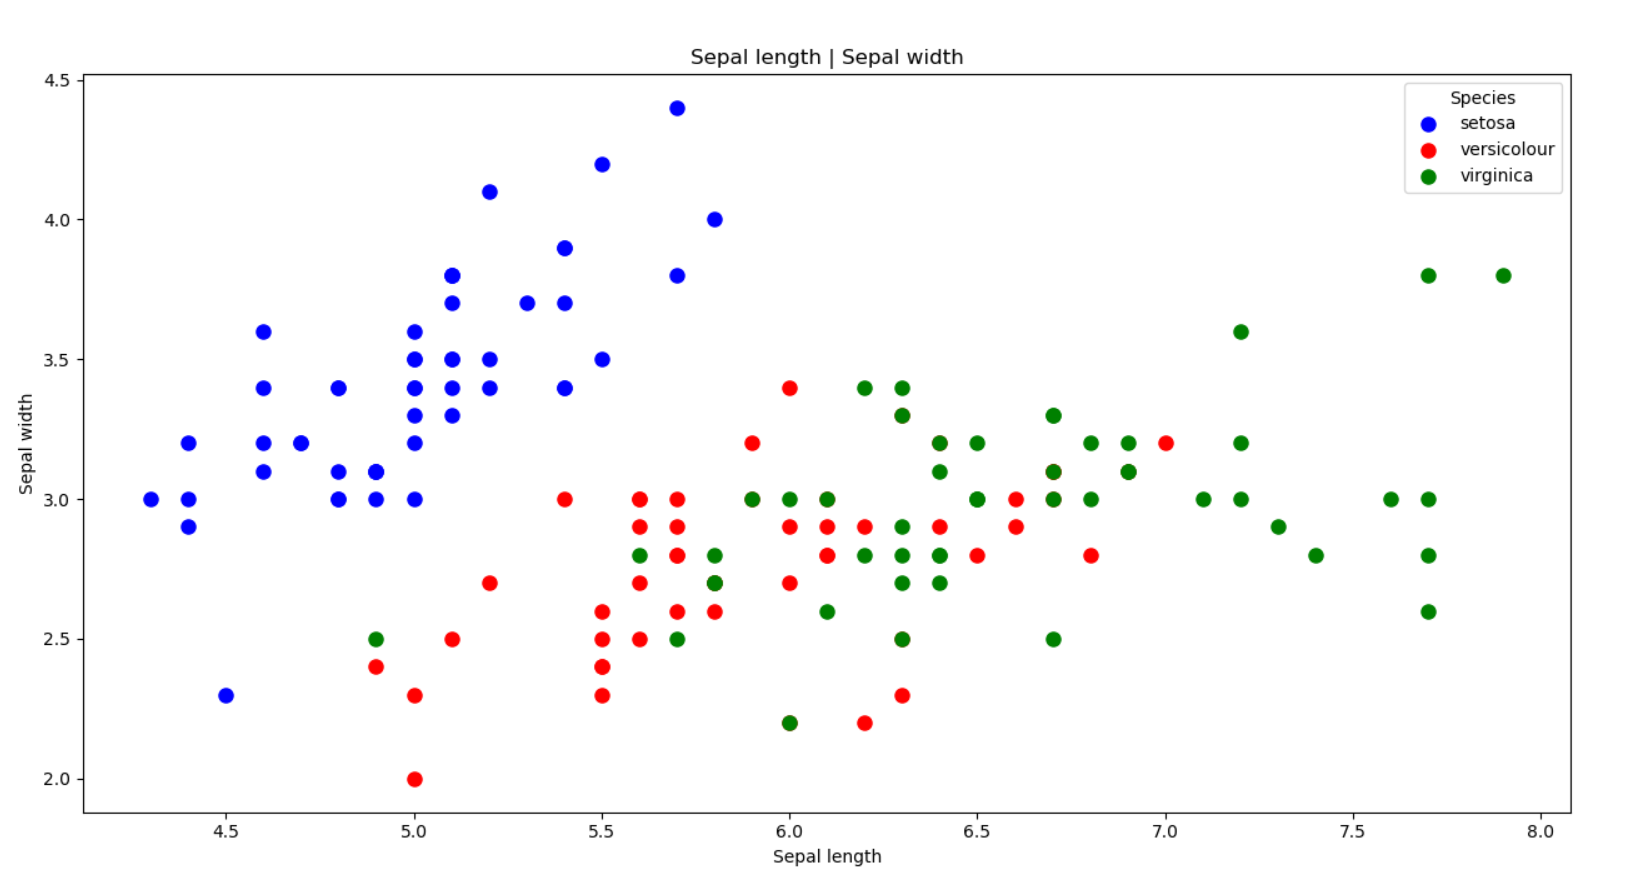 Sepal length | Sepal width
4.5
4.0
3.5
3.0
2.5
2.0
Sepal width
Species
setosa
versicolour
virginica
4.5 5.0 5.5 6.0 6.5 7.0 7.5 8.0
Sepal length